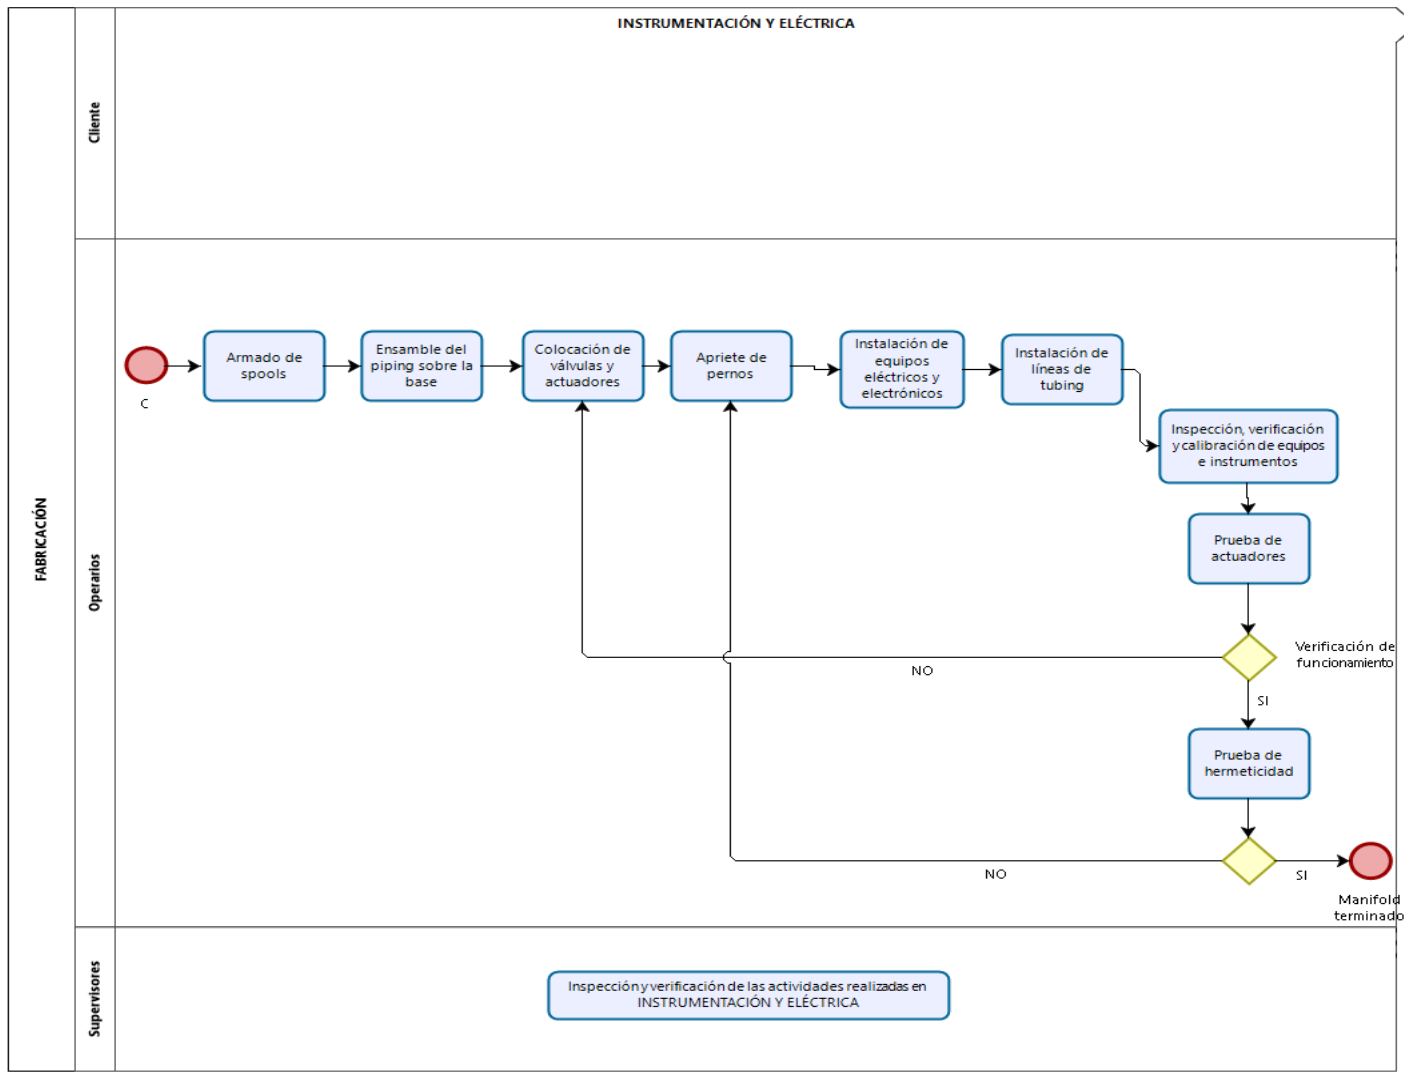 INSTRUMENTACIÓN Y ELÉCTRICA
FABRICACIÓN
Cliente
Operarios
C
Armado de
spools
Ensamble del
piping sobre la
base
Colocación de
válvulas y
actuadores
Apriete de
pernos
Instalación de
equipos
eléctricos y
electrónicos
Instalación de
líneas de
tubing
Inspección, verificación
y calibración de equipos
e instrumentos
Prueba de
actuadores
Verificación de
funcionamiento
NO
SI
Prueba de
hermeticidad
NO
SI
Manifold
terminado
Supervisores
Inspección y verificación de las actividades realizadas en
INSTRUMENTACIÓN Y ELÉCTRICA